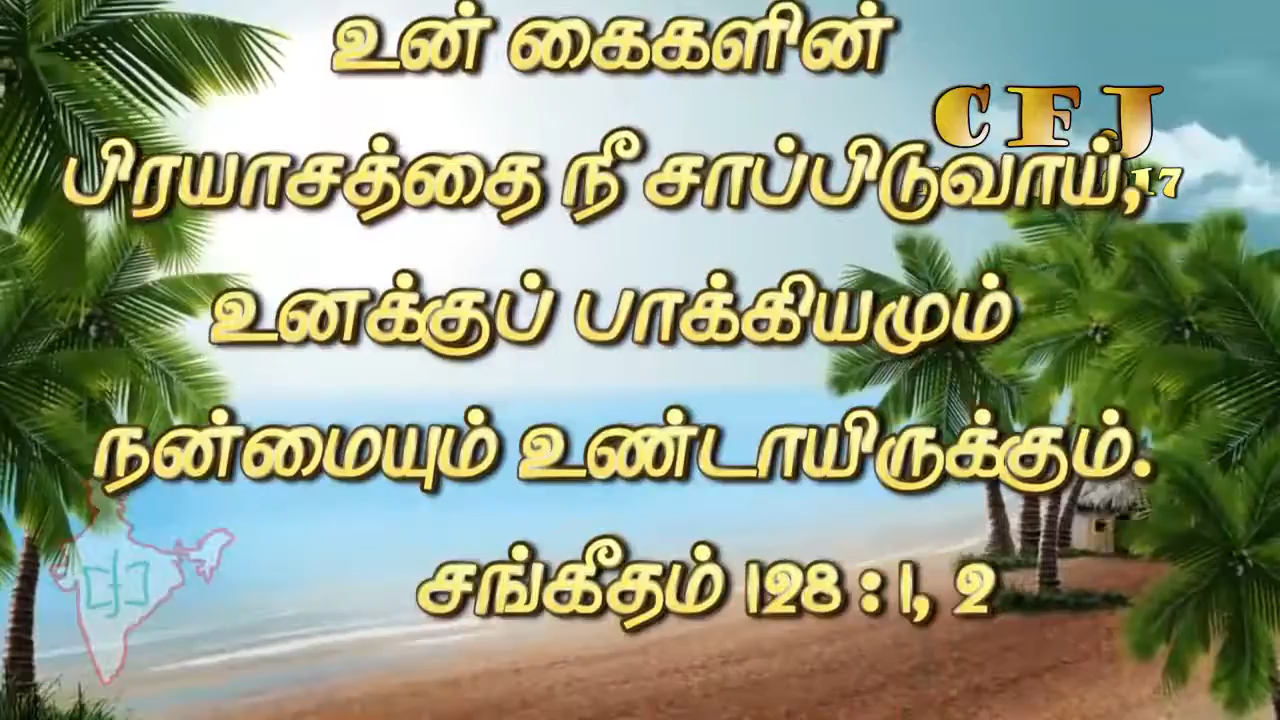 உன் கைகளின்
CFJ
பிரயாசத்தை நீ சாப்பிடுவாய்,
17
உனக்குப் பாக்கியமும்
நன்மையும் உண்டாயிருக்கும்.
சங்கீதம் 128 : 1, 2